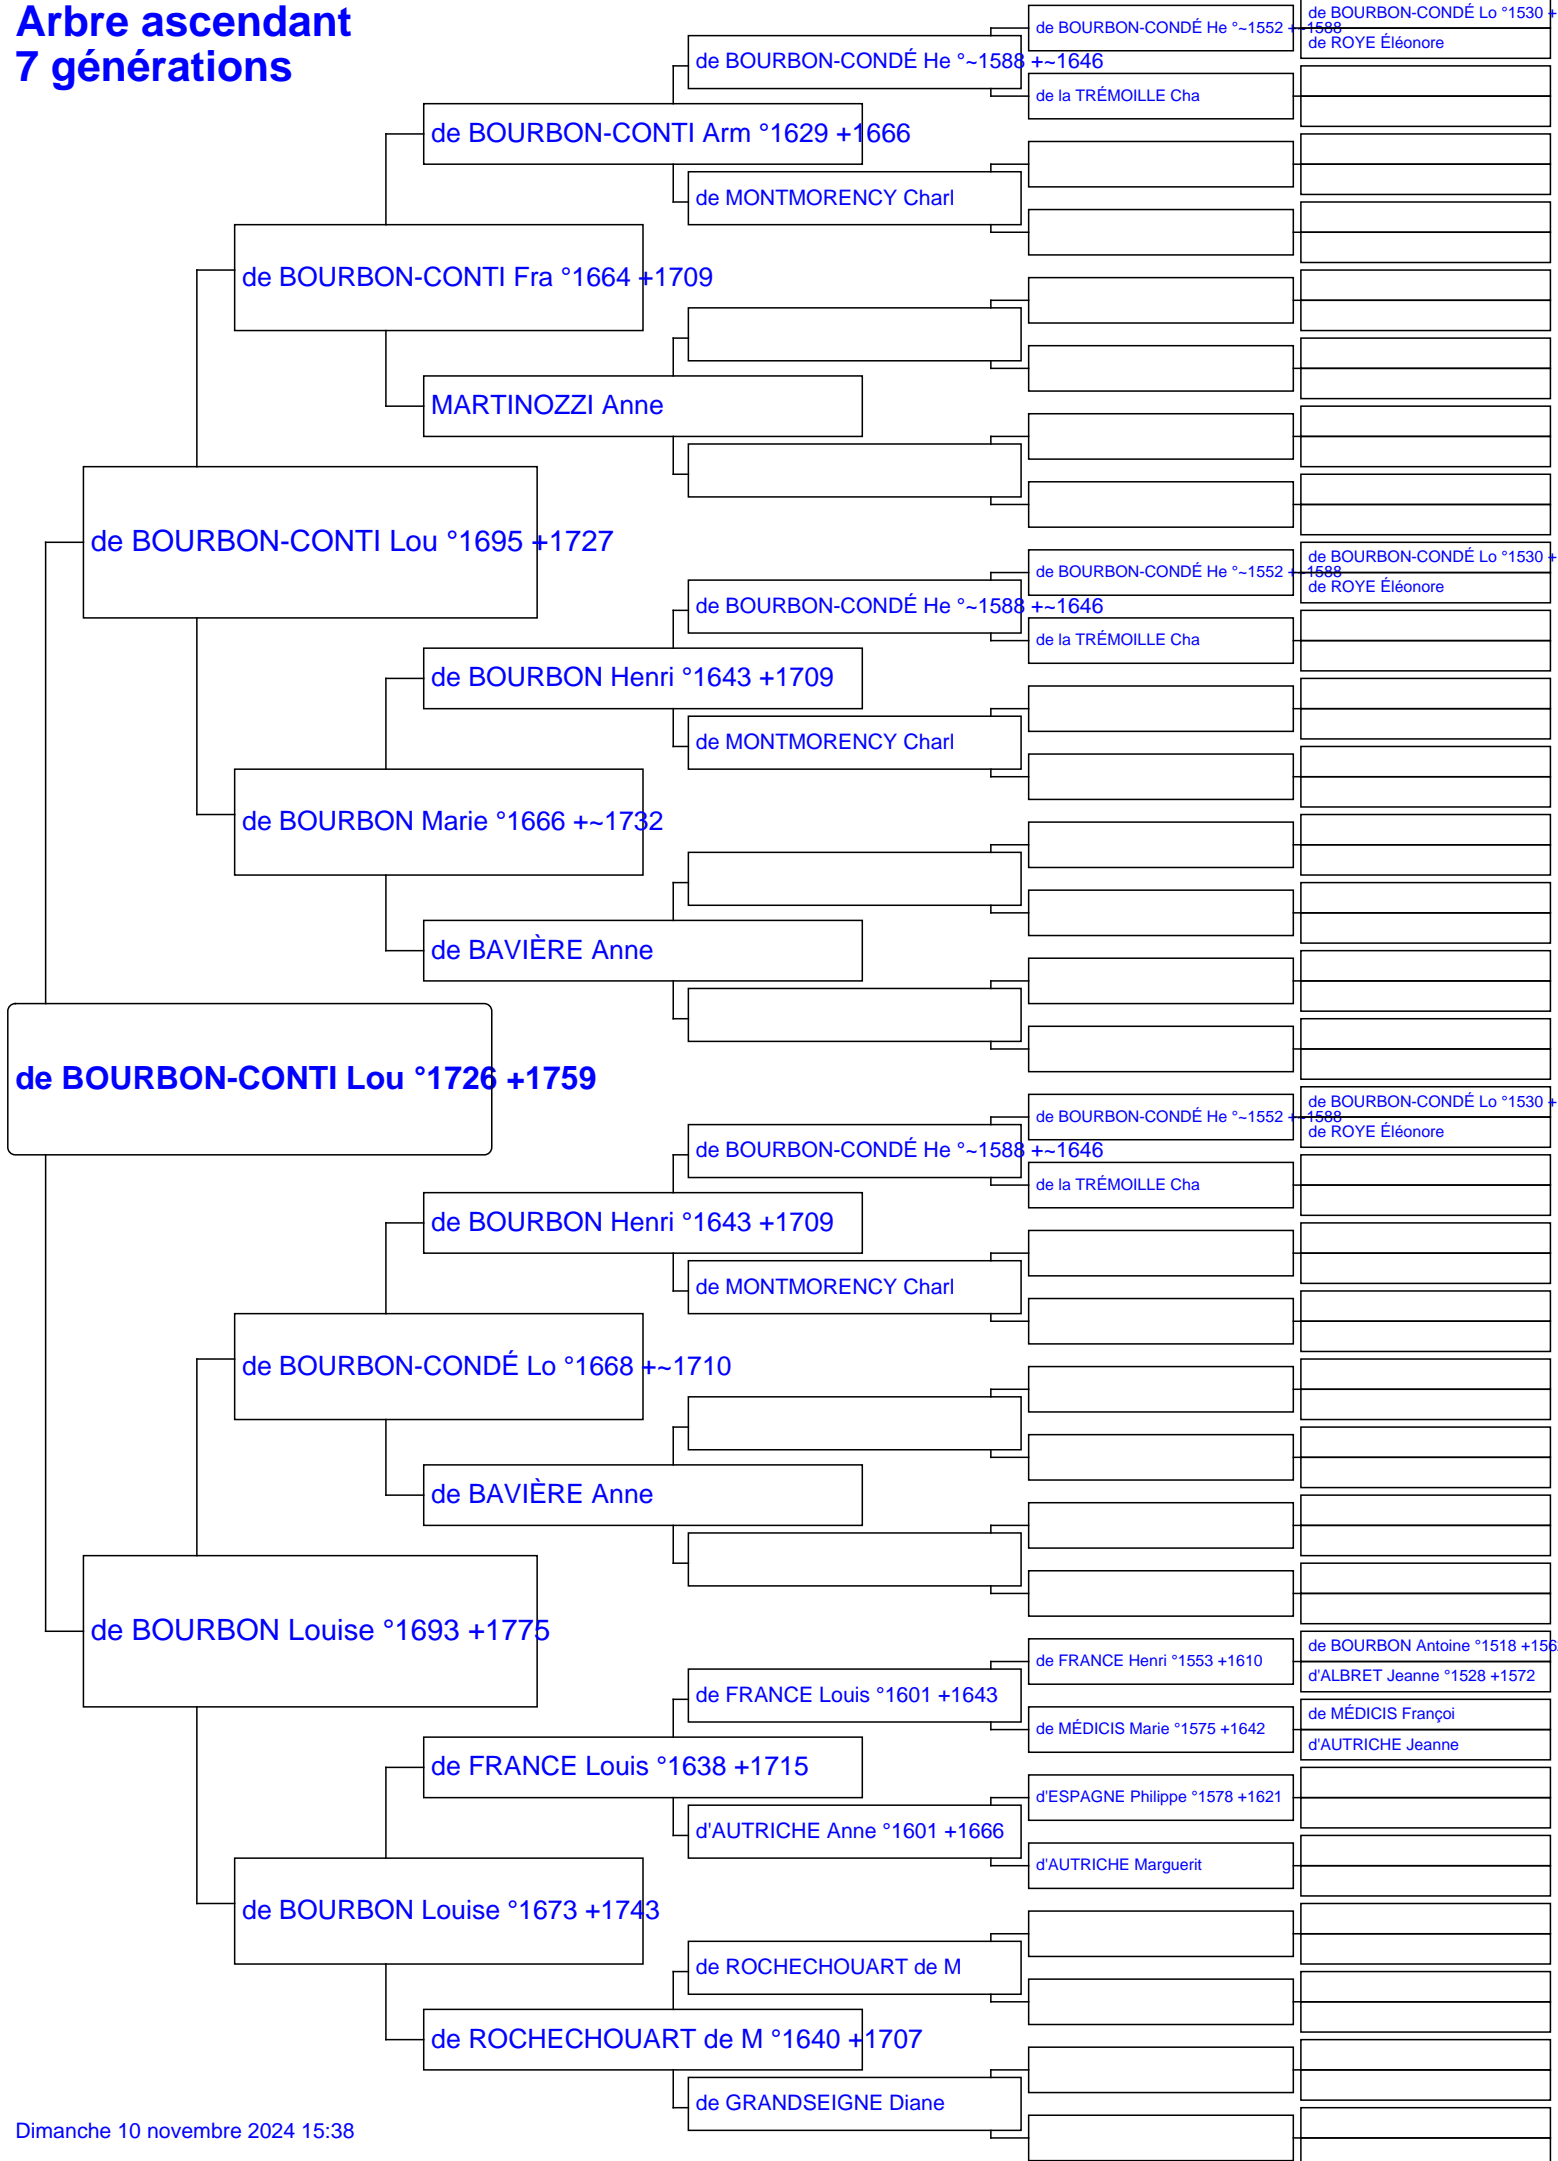 Arbre ascendant
7 générations
de BOURBON-CONDÉ Lo °1530 +
de BOURBON-CONDÉ He °~1552 +~1588
de ROYE Éléonore
de BOURBON-CONDÉ He °~1588 +~1646
de la TRÉMOILLE Cha
de BOURBON-CONTI Arm °1629 +1666
de MONTMORENCY Charl
de BOURBON-CONTI Fra °1664 +1709
MARTINOZZI Anne
de BOURBON-CONTI Lou °1695 +1727
de BOURBON-CONDÉ Lo °1530 +
de BOURBON-CONDÉ He °~1552 +~1588
de ROYE Éléonore
de BOURBON-CONDÉ He °~1588 +~1646
de la TRÉMOILLE Cha
de BOURBON Henri °1643 +1709
de MONTMORENCY Charl
de BOURBON Marie °1666 +~1732
de BAVIÈRE Anne
de BOURBON-CONTI Lou °1726 +1759
de BOURBON-CONDÉ Lo °1530 +
de BOURBON-CONDÉ He °~1552 +~1588
de ROYE Éléonore
de BOURBON-CONDÉ He °~1588 +~1646
de la TRÉMOILLE Cha
de BOURBON Henri °1643 +1709
de MONTMORENCY Charl
de BOURBON-CONDÉ Lo °1668 +~1710
de BAVIÈRE Anne
de BOURBON Louise °1693 +1775
de BOURBON Antoine °1518 +156
de FRANCE Henri °1553 +1610
d'ALBRET Jeanne °1528 +1572
de FRANCE Louis °1601 +1643
de MÉDICIS Françoi
de MÉDICIS Marie °1575 +1642
d'AUTRICHE Jeanne
de FRANCE Louis °1638 +1715
d'ESPAGNE Philippe °1578 +1621
d'AUTRICHE Anne °1601 +1666
d'AUTRICHE Marguerit
de BOURBON Louise °1673 +1743
de ROCHECHOUART de M
de ROCHECHOUART de M °1640 +1707
de GRANDSEIGNE Diane
Dimanche 10 novembre 2024 15:38